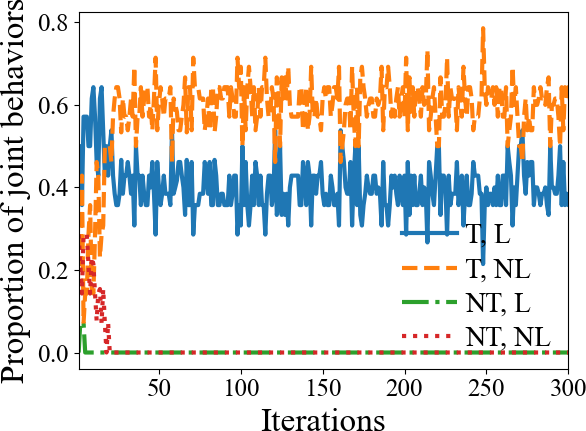 Proportion of joint behaviors
0.8
0.6
0.4
0.2
0.0
T, L
T, NL
NT, L
NT, NL
50
100
150
200
250
300
Iterations